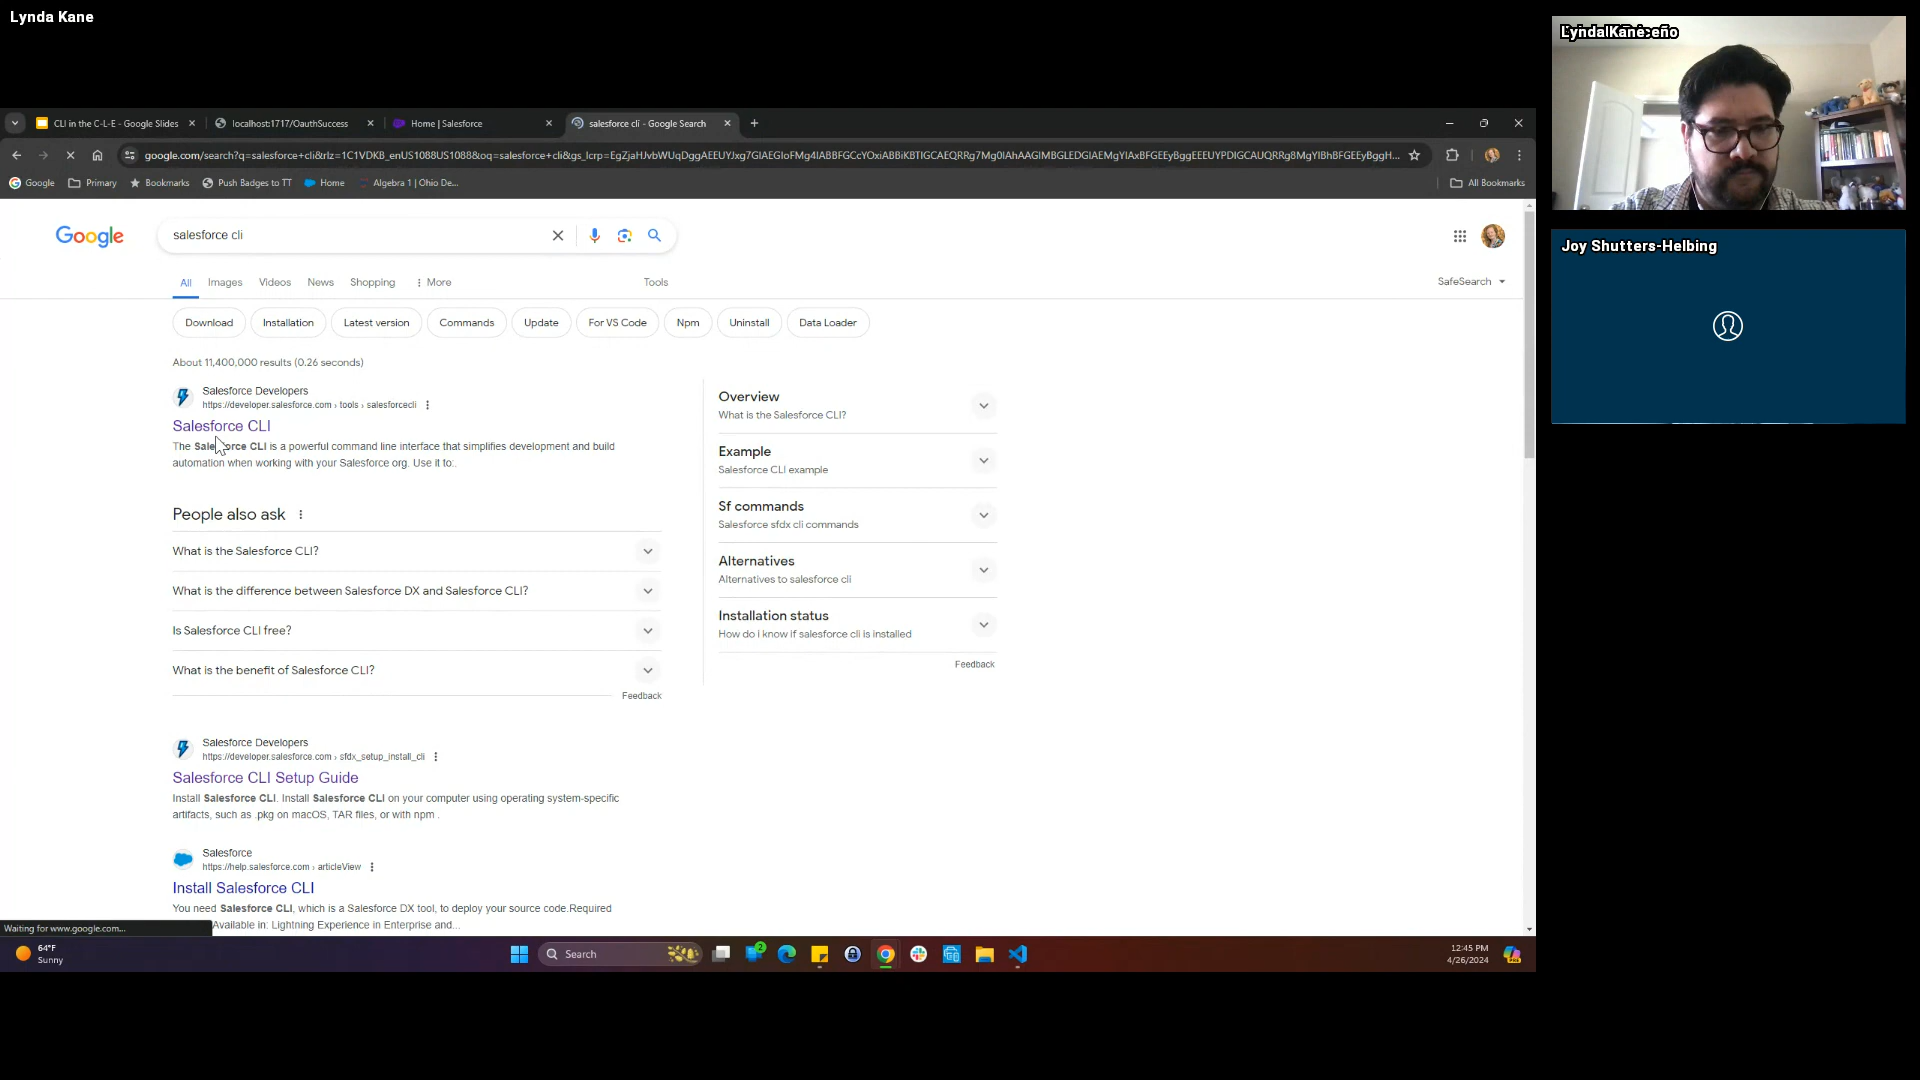 Lynda Kane
Joy Shutters-Helbing
CLI in the C-L-E - Google Slides
localhost:1717/OauthSuccess
Home | Salesforce
salesforce cli - Google Search
Google
Primary
Bookmarks
Push Badges to TT
Home
Algebra 1 | Ohio De...
All Bookmarks
Google
salesforce cli
All
Images
Videos
News
Shopping
More
Tools
SafeSearch
Download
Installation
Latest version
Commands
Update
For VS Code
Npm
Uninstall
Data Loader
About 11,400,000 results (0.26 seconds)
Salesforce Developers
https://developer.salesforce.com › tools › salesforcecli
Salesforce CLI
The Salesforce CLI is a powerful command line interface that simplifies development and build
automation when working with your Salesforce org. Use it to:.
People also ask
What is the Salesforce CLI?
What is the difference between Salesforce DX and Salesforce CLI?
Is Salesforce CLI free?
What is the benefit of Salesforce CLI?
Feedback
Overview
What is the Salesforce CLI?
Example
Salesforce CLI example
Sf commands
Salesforce sfdx cli commands
Alternatives
Alternatives to salesforce cli
Installation status
How do i know if salesforce cli is installed
Feedback
Salesforce Developers
https://developer.salesforce.com › sfdx_setup_install_cli
Salesforce CLI Setup Guide
Install Salesforce CLI. Install Salesforce CLI on your computer using operating system-specific
artifacts, such as .pkg on macOS, TAR files, or with npm .
Salesforce
https://help.salesforce.com › articleView
Install Salesforce CLI
You need Salesforce CLI, which is a Salesforce DX tool, to deploy your source code.Required
Available in: Lightning Experience in Enterprise and...
Waiting for www.google.com...
64°F
Sunny
Search
2
12:45 PM
4/26/2024